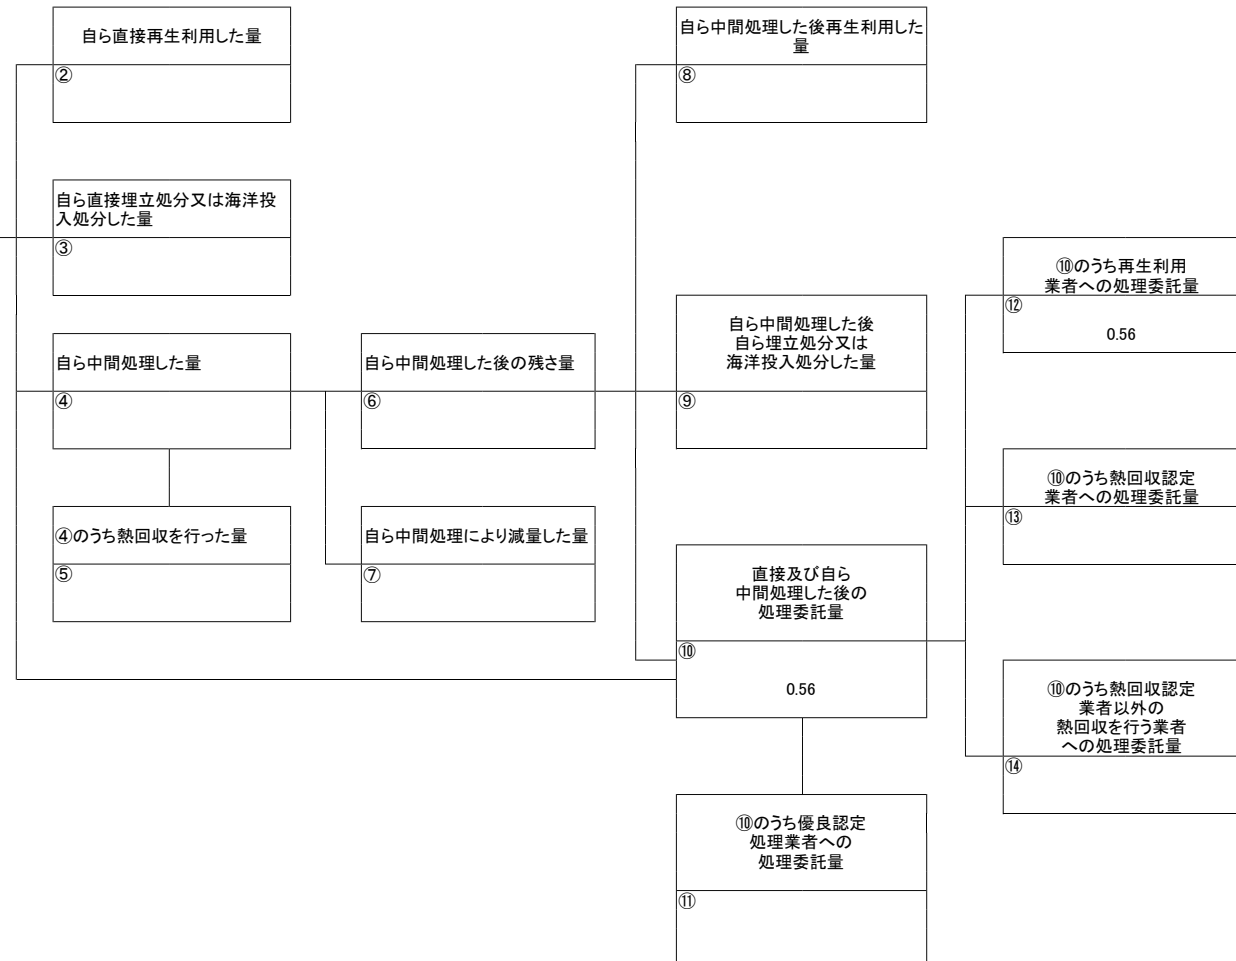 自ら直接再生利用した量
②
自ら直接埋立処分又は海洋投
入処分した量
③
自ら中間処理した量
④
④のうち熱回収を行った量
⑤
自ら中間処理した後の残さ量
⑥
自ら中間処理により減量した量
⑦
自ら中間処理した後再生利用した
量
⑧
自ら中間処理した後
自ら埋立処分又は
海洋投入処分した量
⑨
直接及び自ら
中間処理した後の
処理委託量
⑩
0.56
⑩のうち優良認定
処理業者への
処理委託量
⑪
⑩のうち再生利用
業者への処理委託量
⑫
0.56
⑩のうち熱回収認定
業者への処理委託量
⑬
⑩のうち熱回収認定
業者以外の
熱回収を行う業者
への処理委託量
⑭